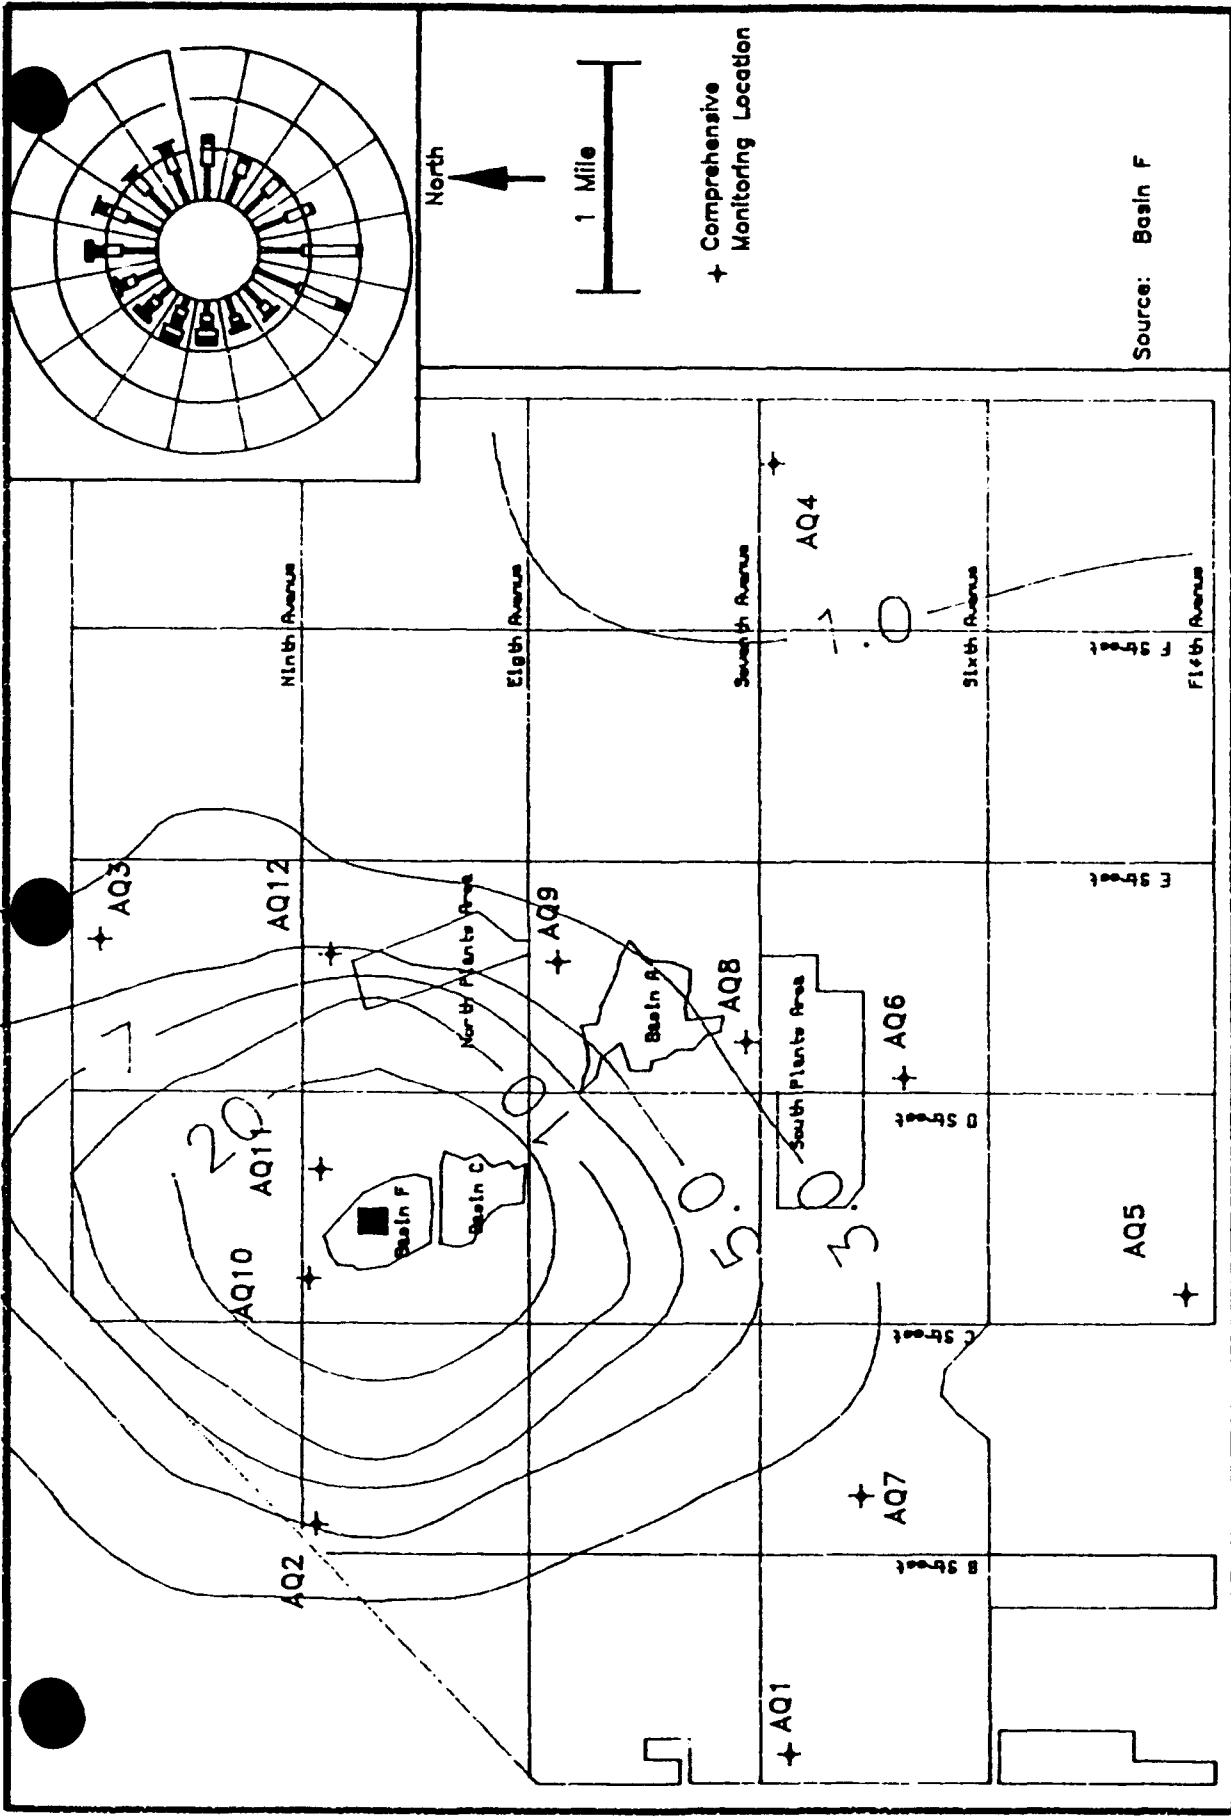 North
1 Mile
Comprehensive
Monitoring Location
Source: Basin F
AQ3
AQ12
AQ11
AQ10
AQ2
AQ9
AQ8
AQ6
AQ4
AQ5
AQ7
AQ1
Ninth Avenue
Eigth Avenue
Seventh Avenue
Sixth Avenue
Fifth Avenue
F Street
E Street
D Street
C Street
B Street
North Plants Area
South Plants Area
Basin A
Basin C
Basin F
20
10
7
5.0
3.0
1.0